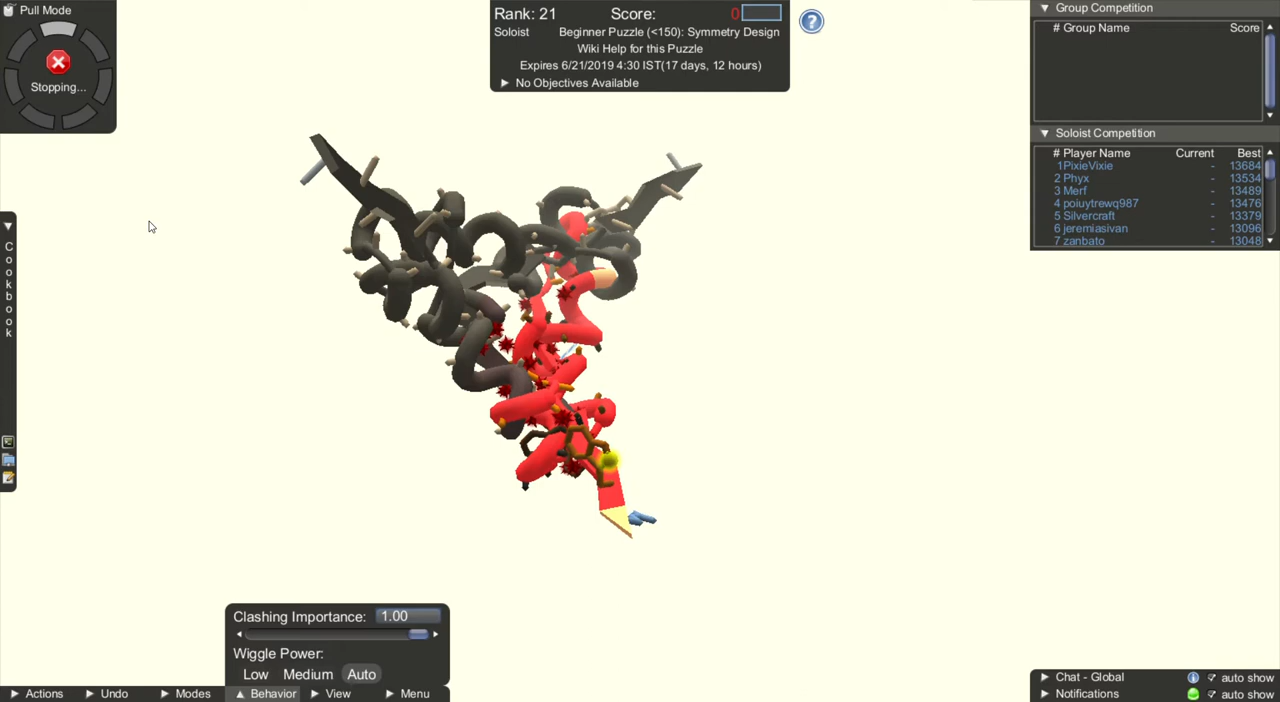 Pull Mode
Stopping...
Rank: 21 Score: 0
Soloist Beginner Puzzle (<150): Symmetry Design
Wiki Help for this Puzzle
Expires 6/21/2019 4:30 IST(17 days, 12 hours)
No Objectives Available
?
Group Competition
# Group Name Score
Soloist Competition
# Player Name Current Best
1 PixieVixie - 13684
2 Phyx - 13534
3 Merf - 13489
4 poiuytrewq987 - 13476
5 Silvercraft - 13379
6 jeremiasivan - 13096
7 zanbato - 13048
Cookbook
Clashing Importance: 1.00
Wiggle Power:
Low Medium Auto
Actions Undo Modes Behavior View Menu
Chat - Global auto show
Notifications auto show